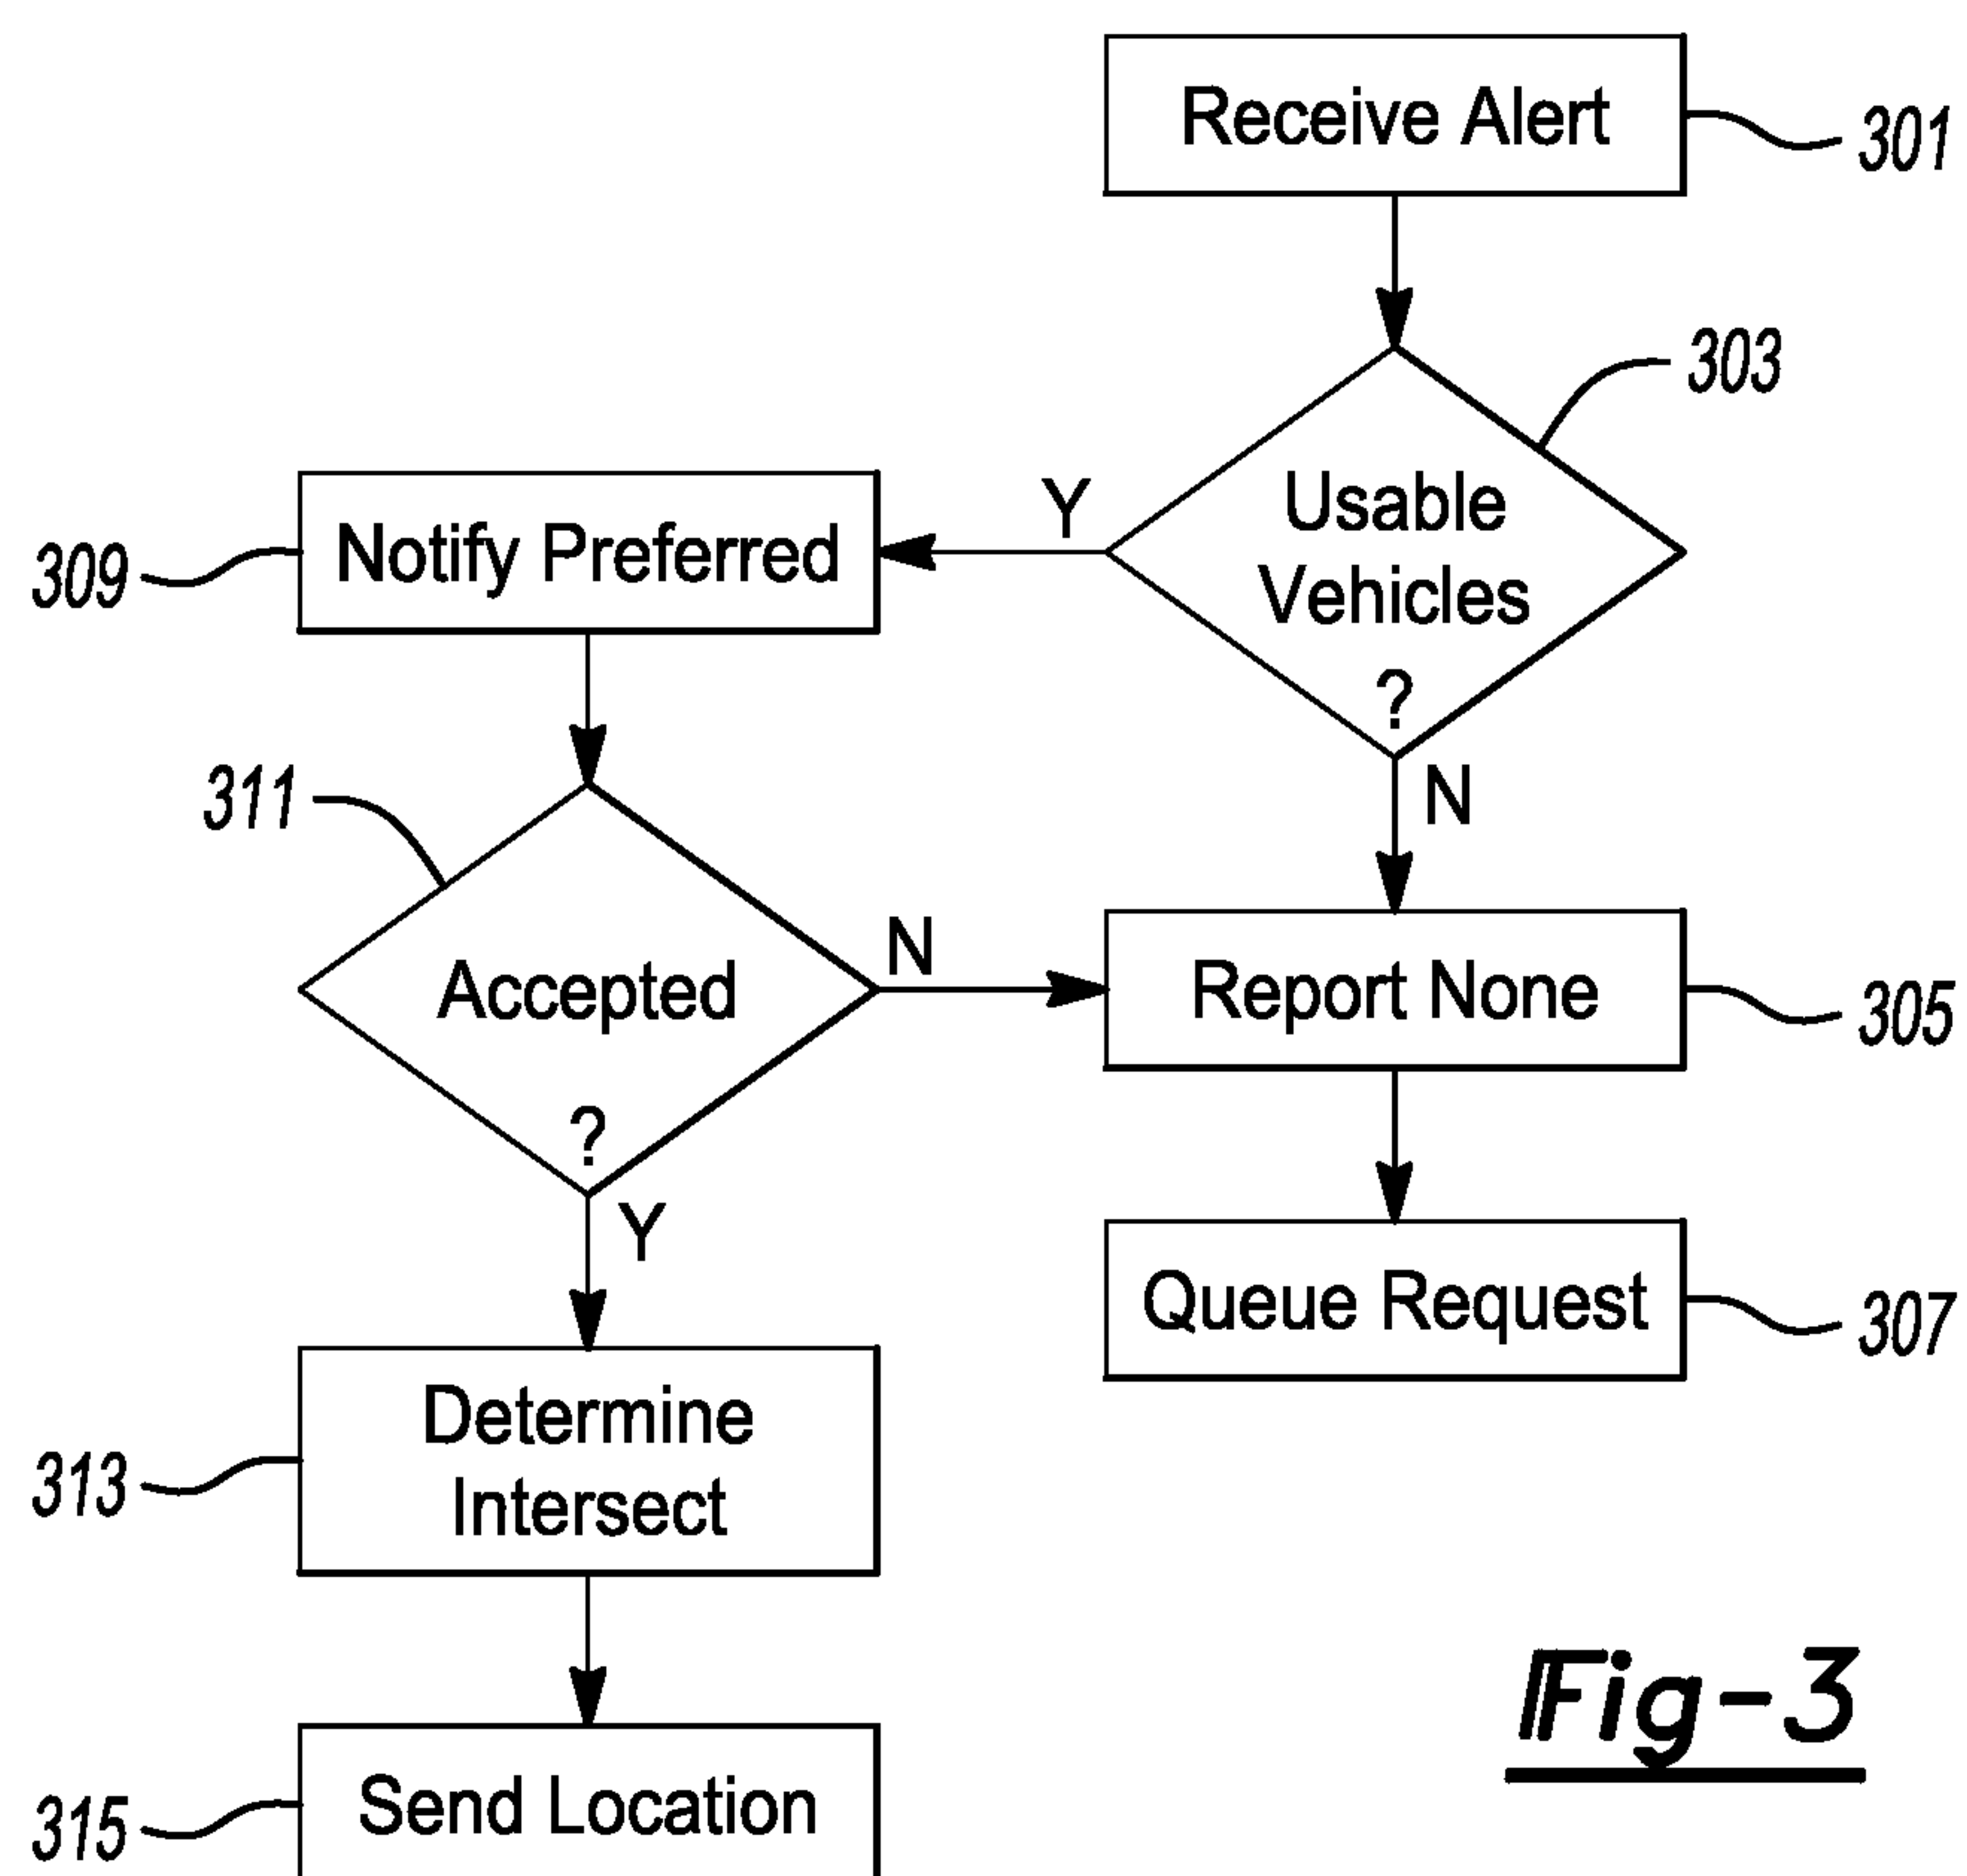 Receive Alert
301
303
Usable
Vehicles
?
Y
N
Notify Preferred
309
311
Accepted
?
N
Y
Report None
305
Queue Request
307
Determine
Intersect
313
Send Location
315
Fig-3